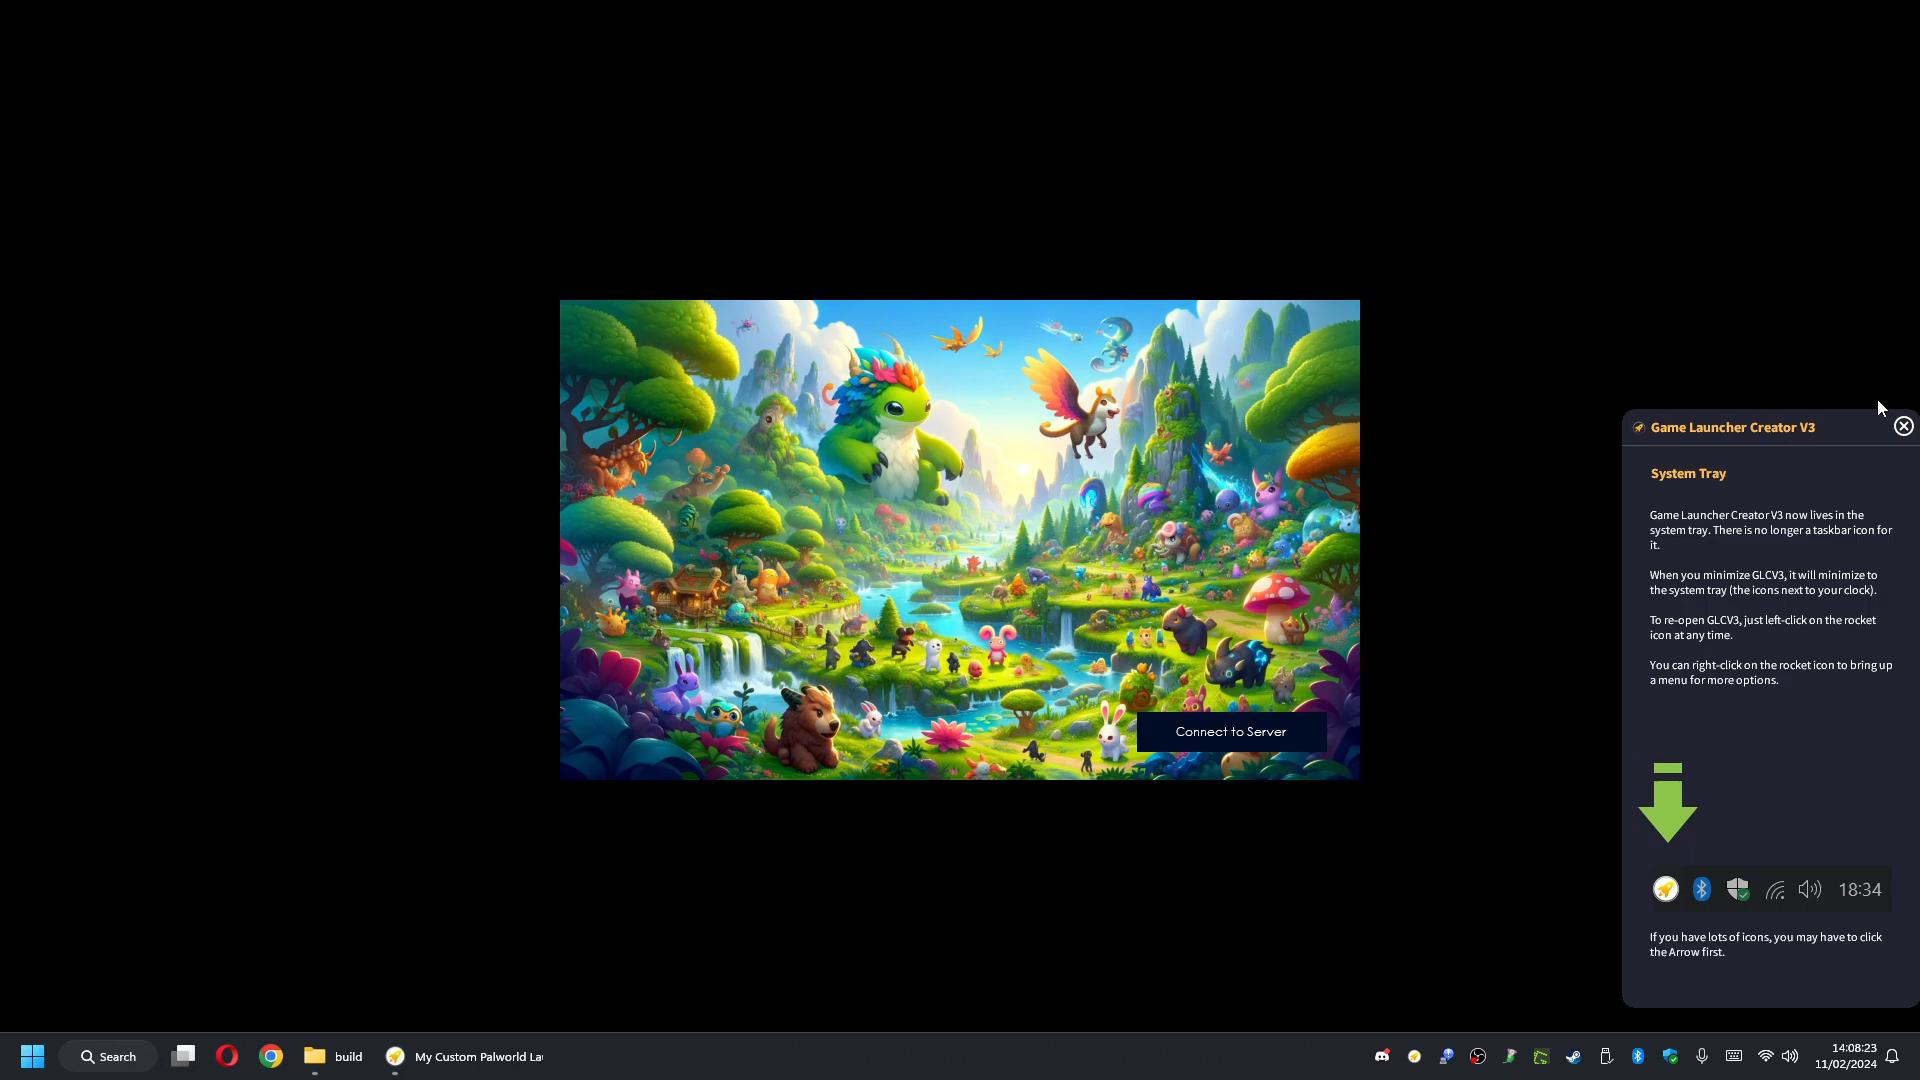 Connect to Server
Game Launcher Creator V3
System Tray
Game Launcher Creator V3 now lives in the
system tray. There is no longer a taskbar icon for
it.
When you minimize GLCV3, it will minimize to
the system tray (the icons next to your clock).
To re-open GLCV3, just left-click on the rocket
icon at any time.
You can right-click on the rocket icon to bring up
a menu for more options.
18:34
If you have lots of icons, you may have to click
the Arrow first.
Search
build
My Custom Palworld La
14:08:23
11/02/2024